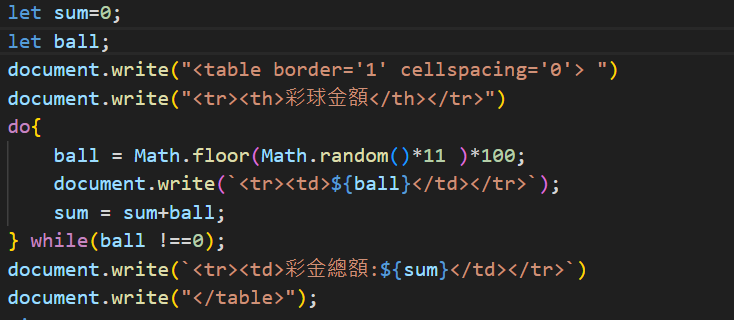 let sum=0;
let ball;
document.write("<table border='1' cellspacing='0'> ")
document.write("<tr><th>彩球金額</th></tr>")
do{
    ball = Math.floor(Math.random()*11 )*100;
    document.write(`<tr><td>${ball}</td></tr>`);
    sum = sum+ball;
} while(ball !==0);
document.write(`<tr><td>彩金總額:${sum}</td></tr>`)
document.write("</table>");